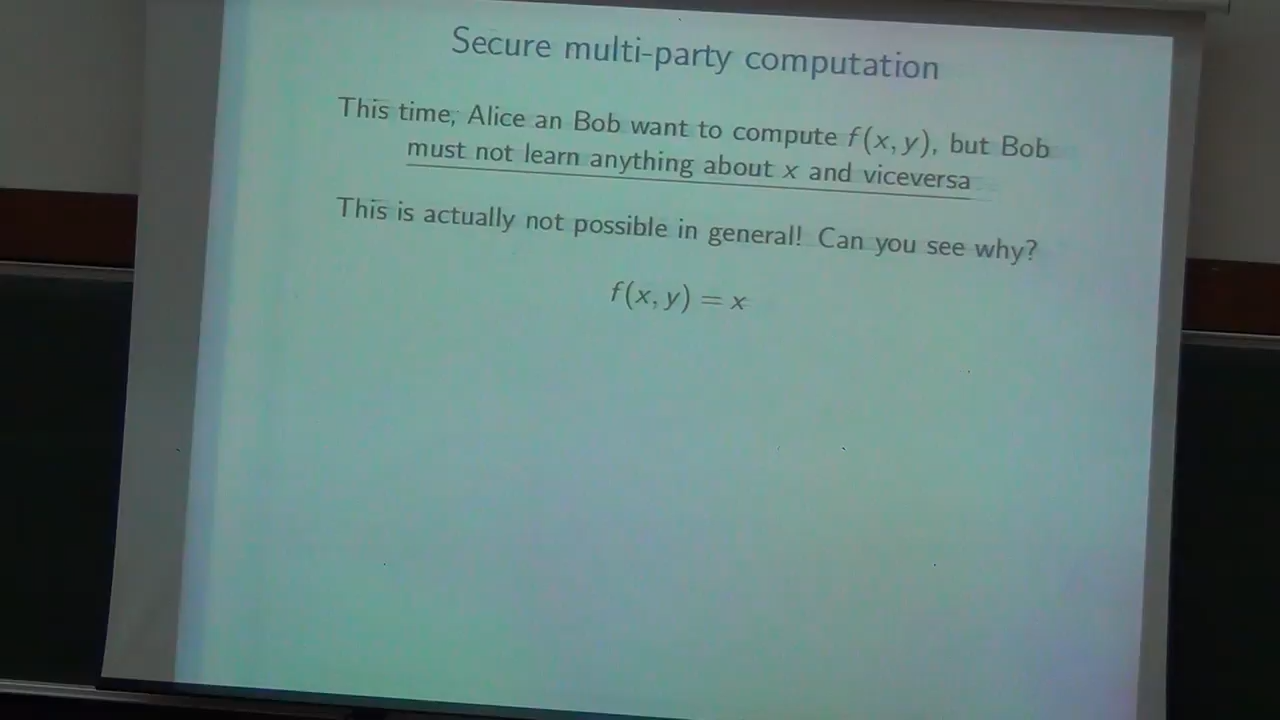 Secure multi-party computation
This time, Alice an Bob want to compute f(x, y), but Bob
must not learn anything about x and viceversa
This is actually not possible in general! Can you see why?
f(x, y) = x